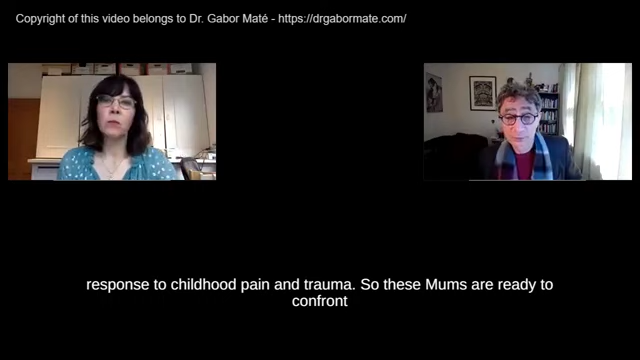 Copyright of this video belongs to Dr. Gabor Maté - https://drgabormate.com/
response to childhood pain and trauma. So these Mums are ready to
confront